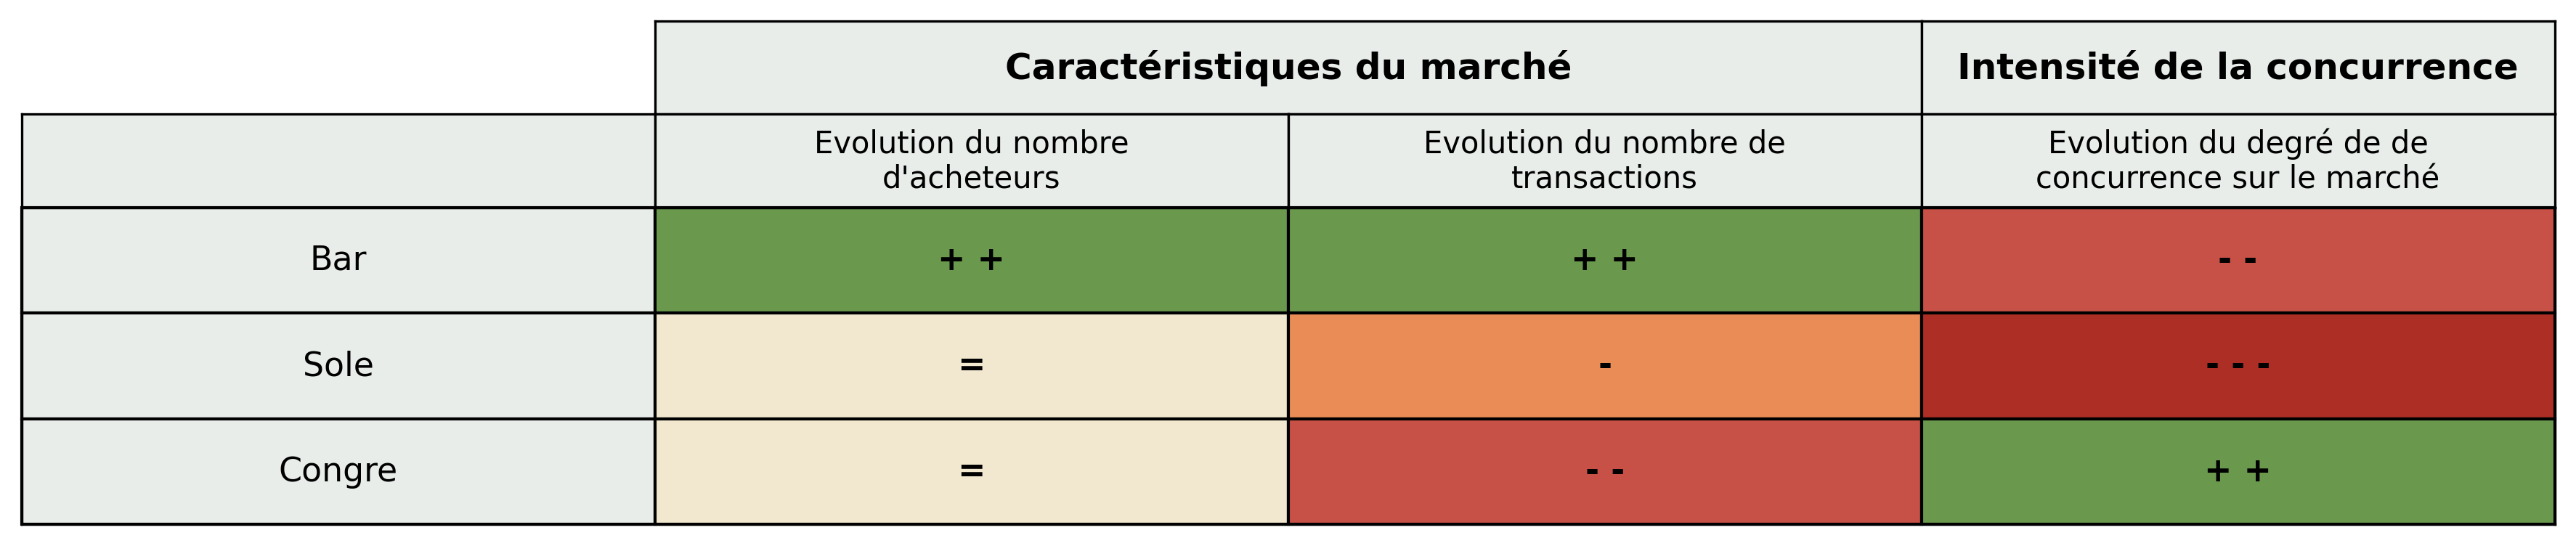 Caractéristiques du marché
Intensité de la concurrence
Evolution du nombre
d'acheteurs
Evolution du nombre de
transactions
Evolution du degré de de
concurrence sur le marché
Bar
+ +
+ +
- -
Sole
=
-
- - -
Congre
=
- -
+ +